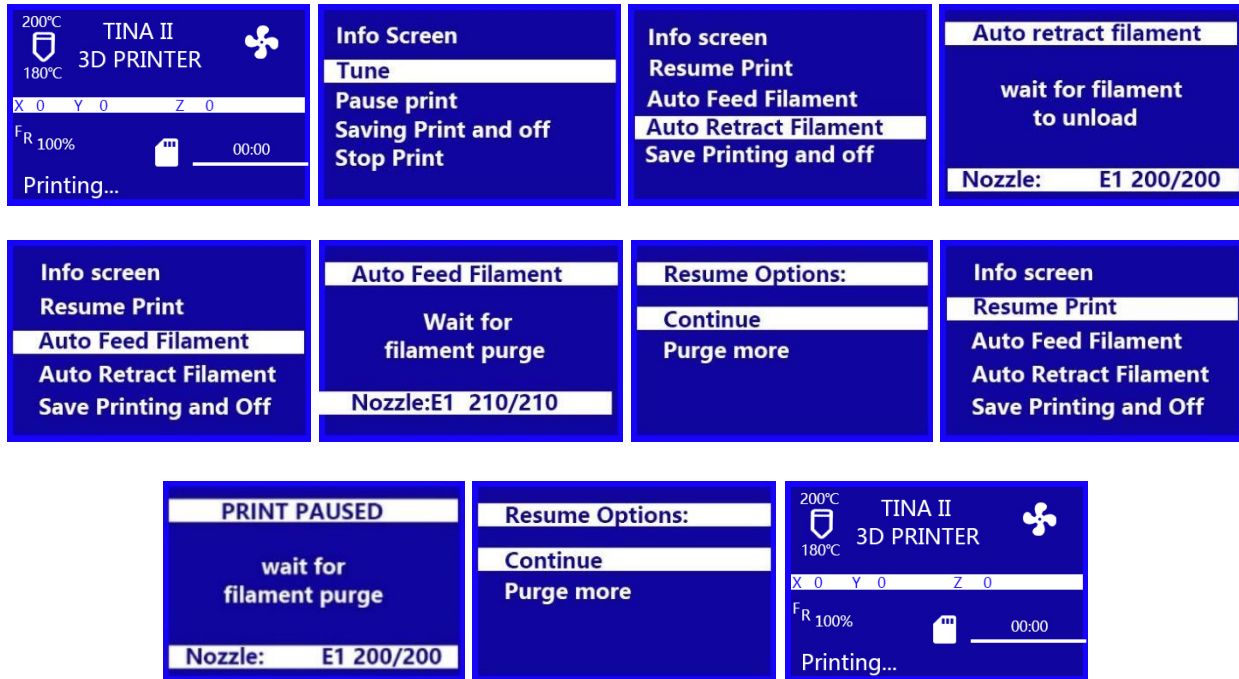 200℃
TINA II
3D PRINTER
180℃
X 0 Y 0 Z 0
FR 100%
00:00
Printing...
Info Screen
Tune
Pause print
Saving Print and off
Stop Print
Info screen
Resume Print
Auto Feed Filament
Auto Retract Filament
Save Printing and off
Auto retract filament
wait for filament
to unload
Nozzle: E1 200/200
Info screen
Resume Print
Auto Feed Filament
Auto Retract Filament
Save Printing and Off
Auto Feed Filament
Wait for
filament purge
Nozzle:E1 210/210
Resume Options:
Continue
Purge more
Info screen
Resume Print
Auto Feed Filament
Auto Retract Filament
Save Printing and Off
PRINT PAUSED
wait for
filament purge
Nozzle: E1 200/200
Resume Options:
Continue
Purge more
200℃
TINA II
3D PRINTER
180℃
X 0 Y 0 Z 0
FR 100%
00:00
Printing...